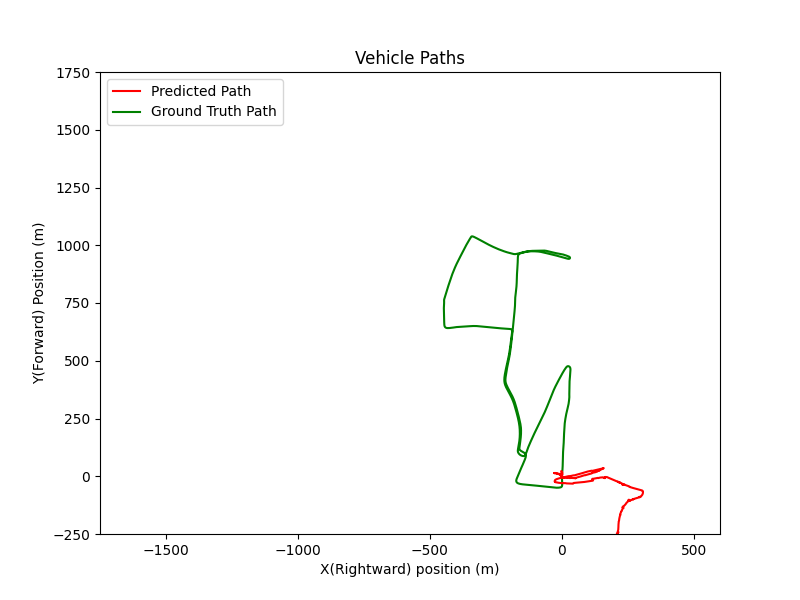 Vehicle Paths
Predicted Path
Ground Truth Path
1750
1500
1250
1000
750
500
250
0
−250
Y(Forward) Position (m)
−1500
−1000
−500
0
500
X(Rightward) position (m)